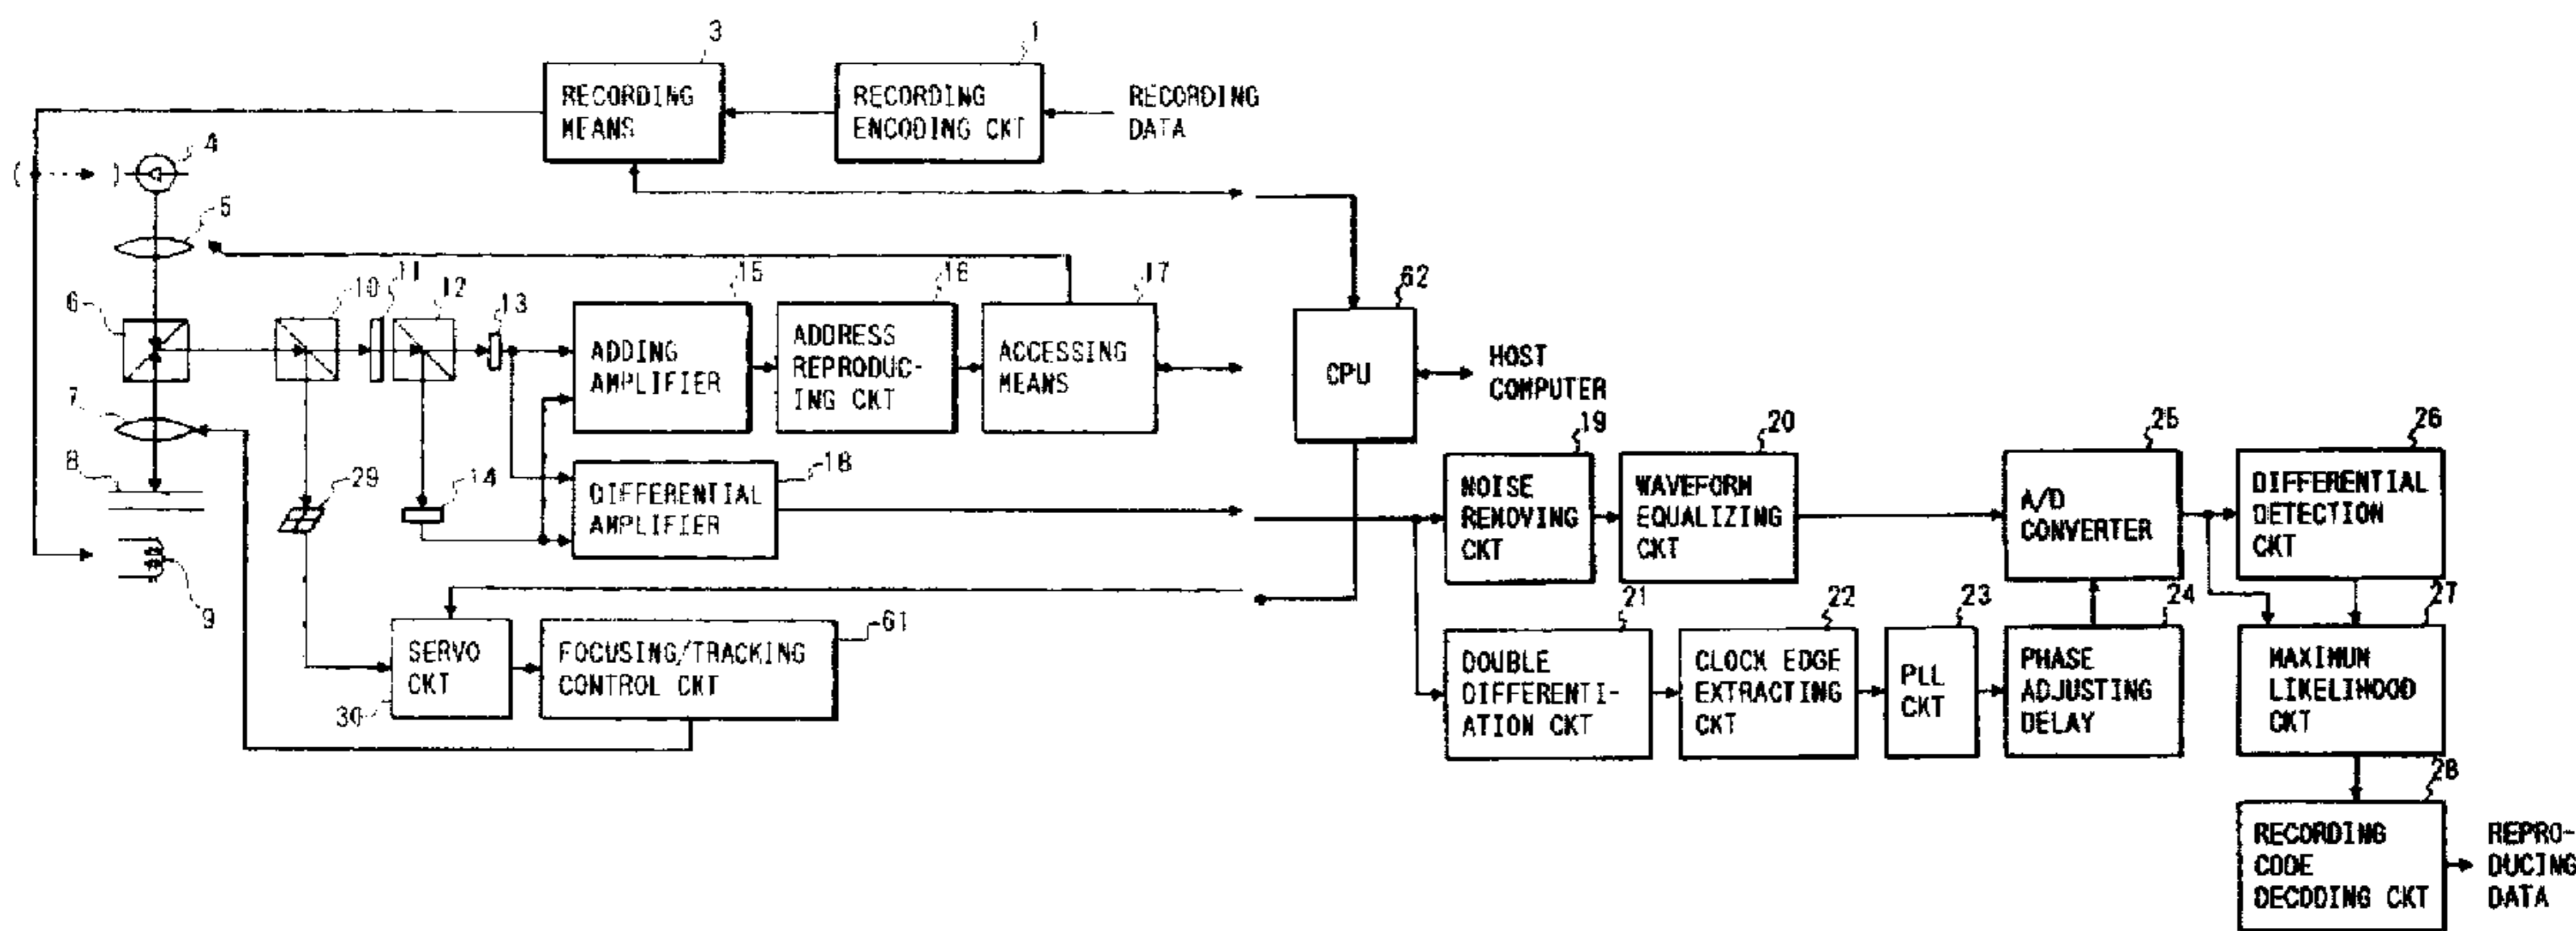 3
1
RECORDING
MEANS
RECORDING
ENCODING CKT
RECORDING
DATA
4
5
6
10
11
12
13
15
16
17
62
ADDING
AMPLIFIER
ADDRESS
REPRODUC-
ING CKT
ACCESSING
MEANS
CPU
HOST
COMPUTER
7
8
29
14
18
DIFFERENTIAL
AMPLIFIER
9
19
20
25
26
NOISE
REMOVING
CKT
WAVEFORM
EQUALIZING
CKT
A/D
CONVERTER
DIFFERENTIAL
DETECTION
CKT
SERVO
CKT
30
FOCUSING/TRACKING
CONTROL CKT
61
21
22
23
24
27
DOUBLE
DIFFERENTI-
ATION CKT
CLOCK EDGE
EXTRACTING
CKT
PLL
CKT
PHASE
ADJUSTING
DELAY
MAXIMUM
LIKELIHOOD
CKT
28
RECORDING
CODE
DECODING CKT
REPRO-
DUCING
DATA